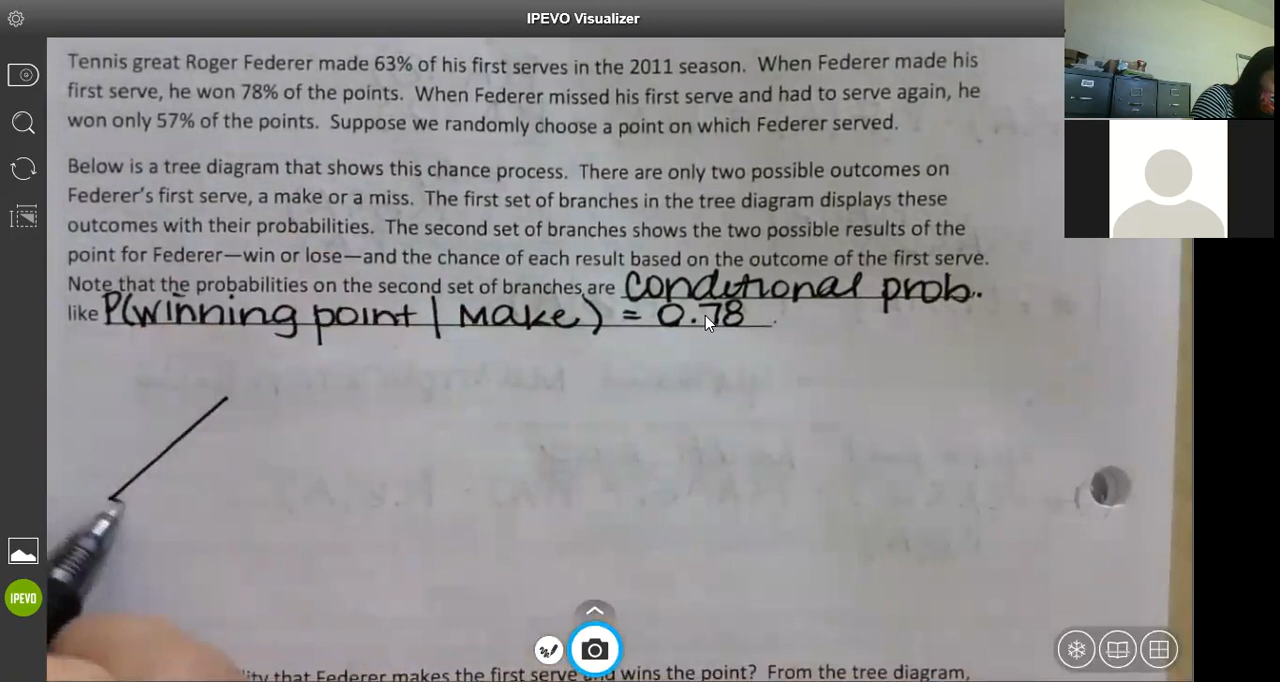 IPEVO Visualizer
Tennis great Roger Federer made 63% of his first serves in the 2011 season. When Federer made his
first serve, he won 78% of the points. When Federer missed his first serve and had to serve again, he
won only 57% of the points. Suppose we randomly choose a point on which Federer served.
Below is a tree diagram that shows this chance process. There are only two possible outcomes on
Federer's first serve, a make or a miss. The first set of branches in the tree diagram displays these
outcomes with their probabilities. The second set of branches shows the two possible results of the
point for Federer—win or lose—and the chance of each result based on the outcome of the first serve.
Note that the probabilities on the second set of branches are conditional prob.
like P(winning point | Make) = 0.78.
that Federer makes the first serve and wins the point? From the tree diagram,
IPEVO